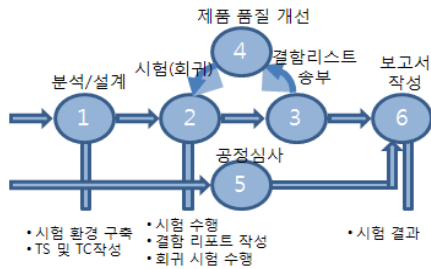 제품 품질 개선
4
시험(회귀)
결함리스트
송부
분석/설계
보고서
작성
1
2
3
6
공정심사
5
• 시험 환경 구축
• TS 및 TC작성
• 시험 수행
• 결함 리포트 작성
• 회귀 시험 수행
• 시험 결과